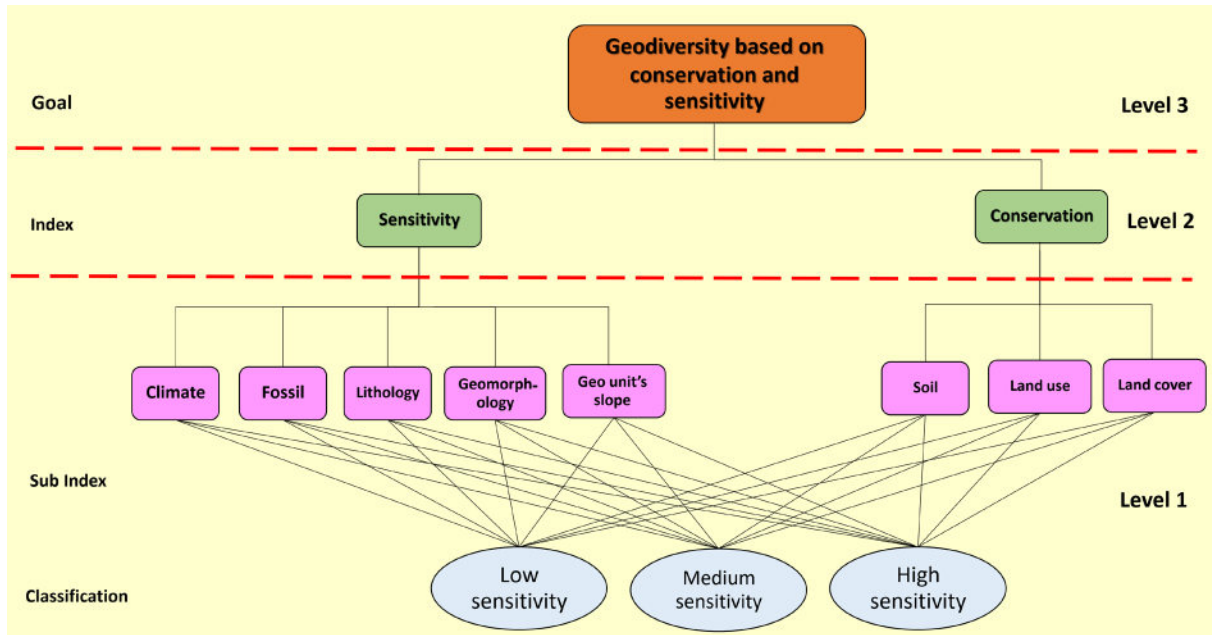 Geodiversity based on
conservation and
sensitivity
Goal
Level 3
Index
Sensitivity
Conservation
Level 2
Climate
Fossil
Lithology
Geomorph-
ology
Geo unit's
slope
Soil
Land use
Land cover
Sub Index
Level 1
Classification
Low
sensitivity
Medium
sensitivity
High
sensitivity